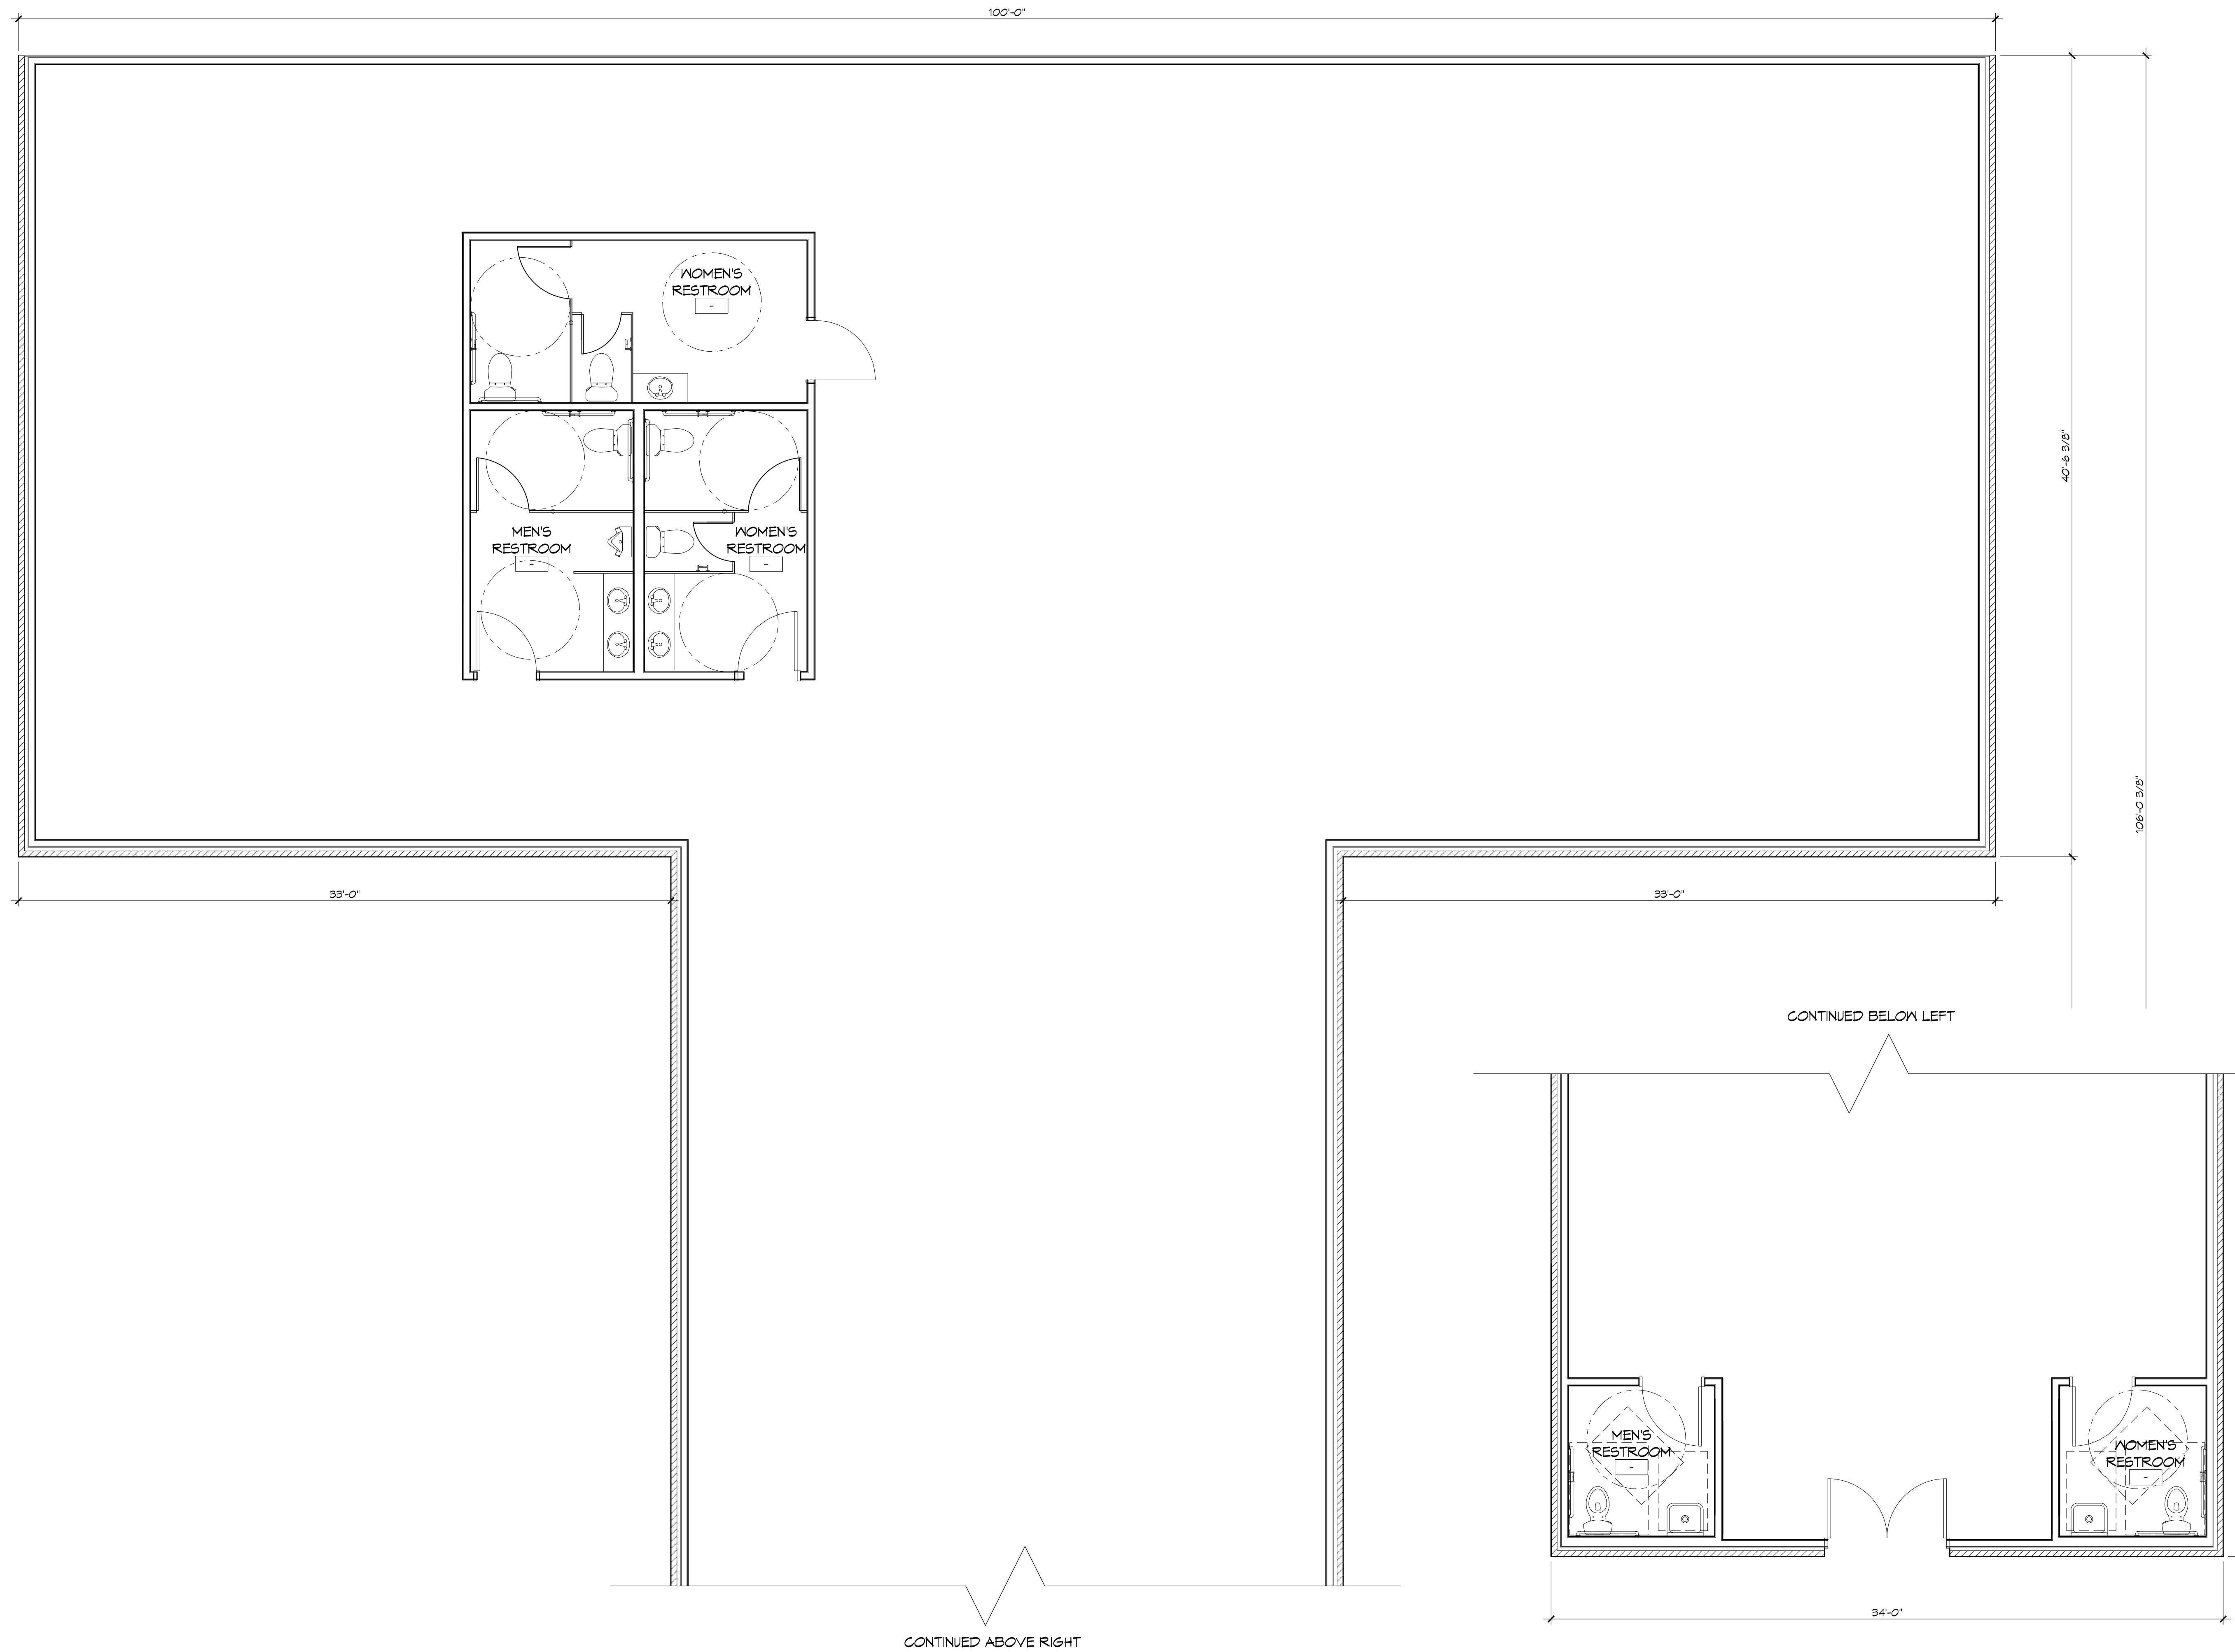 100'-0"
WOMEN'S
RESTROOM
-
40'-6 3/8"
MEN'S
RESTROOM
-
WOMEN'S
RESTROOM
-
106'-0 3/8"
33'-0"
33'-0"
CONTINUED BELOW LEFT
MEN'S
RESTROOM
-
WOMEN'S
RESTROOM
-
34'-0"
CONTINUED ABOVE RIGHT